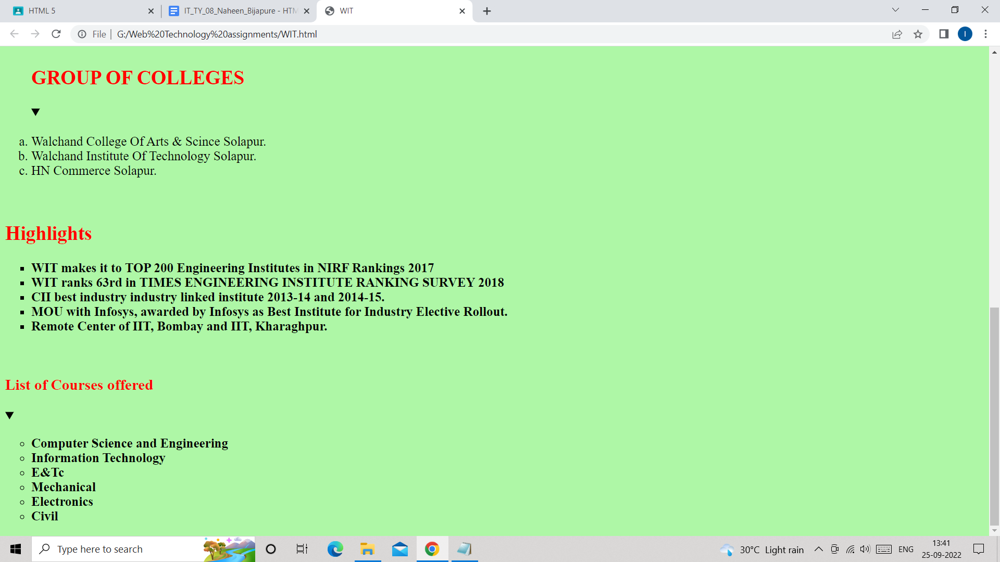 HTML 5
IT_TY_08_Naheen_Bijapure - HTM
WIT
File
G:/Web%20Technology%20assignments/WIT.html
I
GROUP OF COLLEGES
a. Walchand College Of Arts & Scince Solapur.
b. Walchand Institute Of Technology Solapur.
c. HN Commerce Solapur.
Highlights
WIT makes it to TOP 200 Engineering Institutes in NIRF Rankings 2017
WIT ranks 63rd in TIMES ENGINEERING INSTITUTE RANKING SURVEY 2018
CII best industry industry linked institute 2013-14 and 2014-15.
MOU with Infosys, awarded by Infosys as Best Institute for Industry Elective Rollout.
Remote Center of IIT, Bombay and IIT, Kharaghpur.
List of Courses offered
Computer Science and Engineering
Information Technology
E&Tc
Mechanical
Electronics
Civil
Type here to search
30°C Light rain
ENG
13:41
25-09-2022